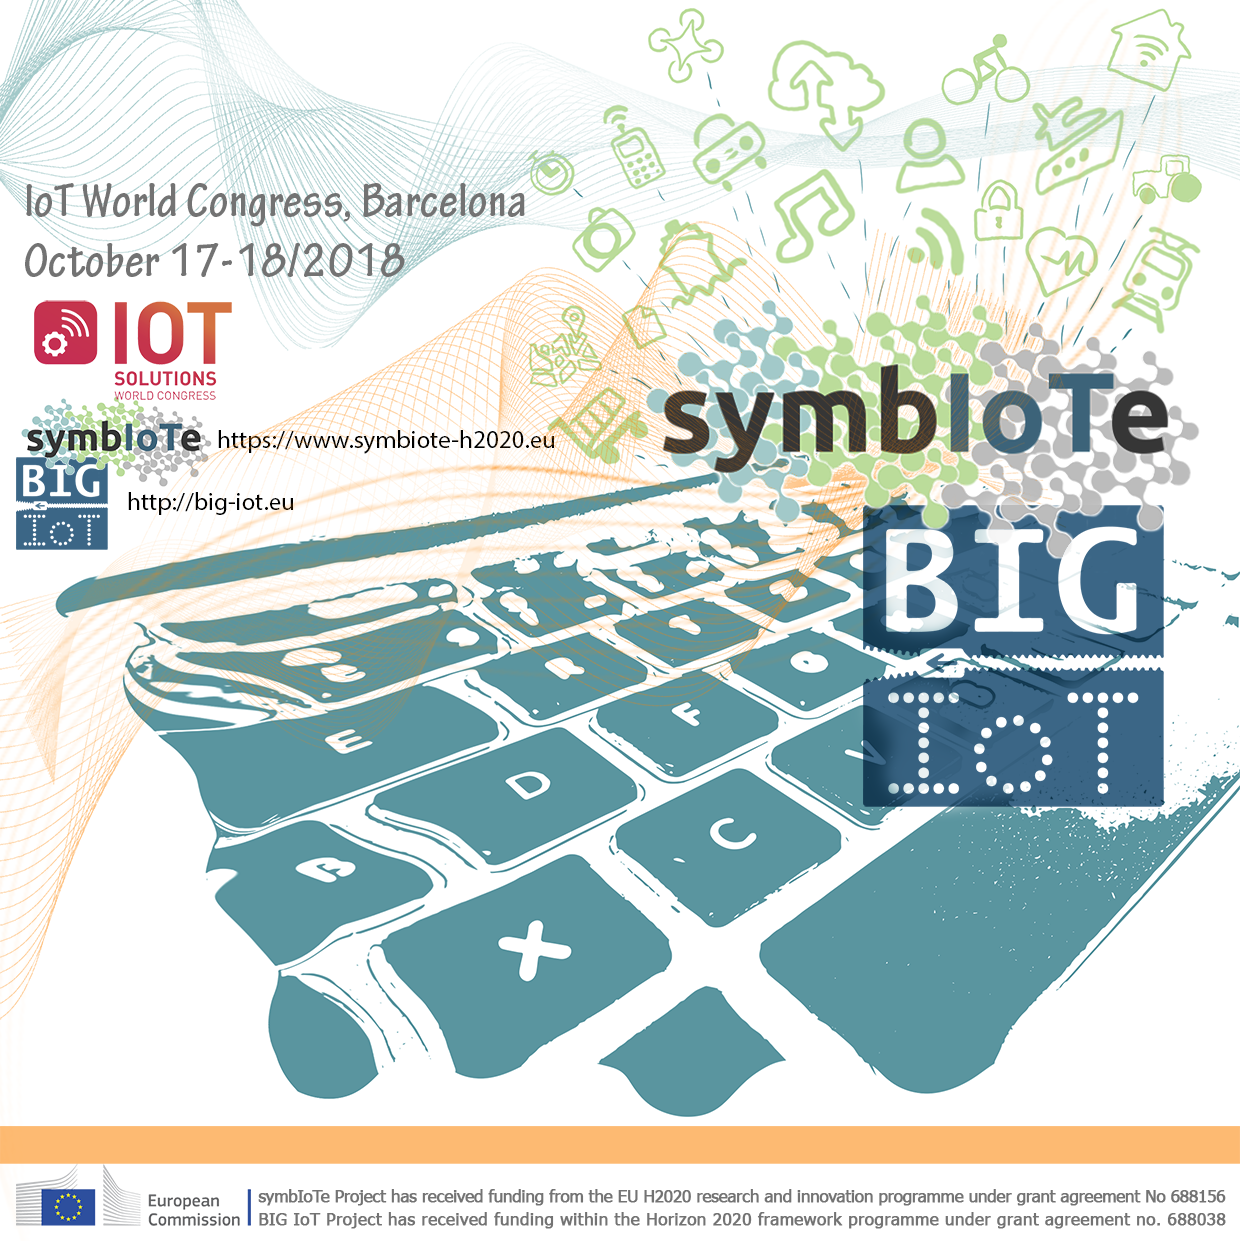 IoT World Congress, Barcelona
October 17-18/2018
IOT
SOLUTIONS
WORLD CONGRESS
symbIoTe https://www.symbiote-h2020.eu
BIG
IoT
http://big-iot.eu
symbIoTe
BIG
IoT
E
D
F
V
C
X
European
Commission
symbIoTe Project has received funding from the EU H2020 research and innovation programme under grant agreement No 688156
BIG IoT Project has received funding within the Horizon 2020 framework programme under grant agreement no. 688038